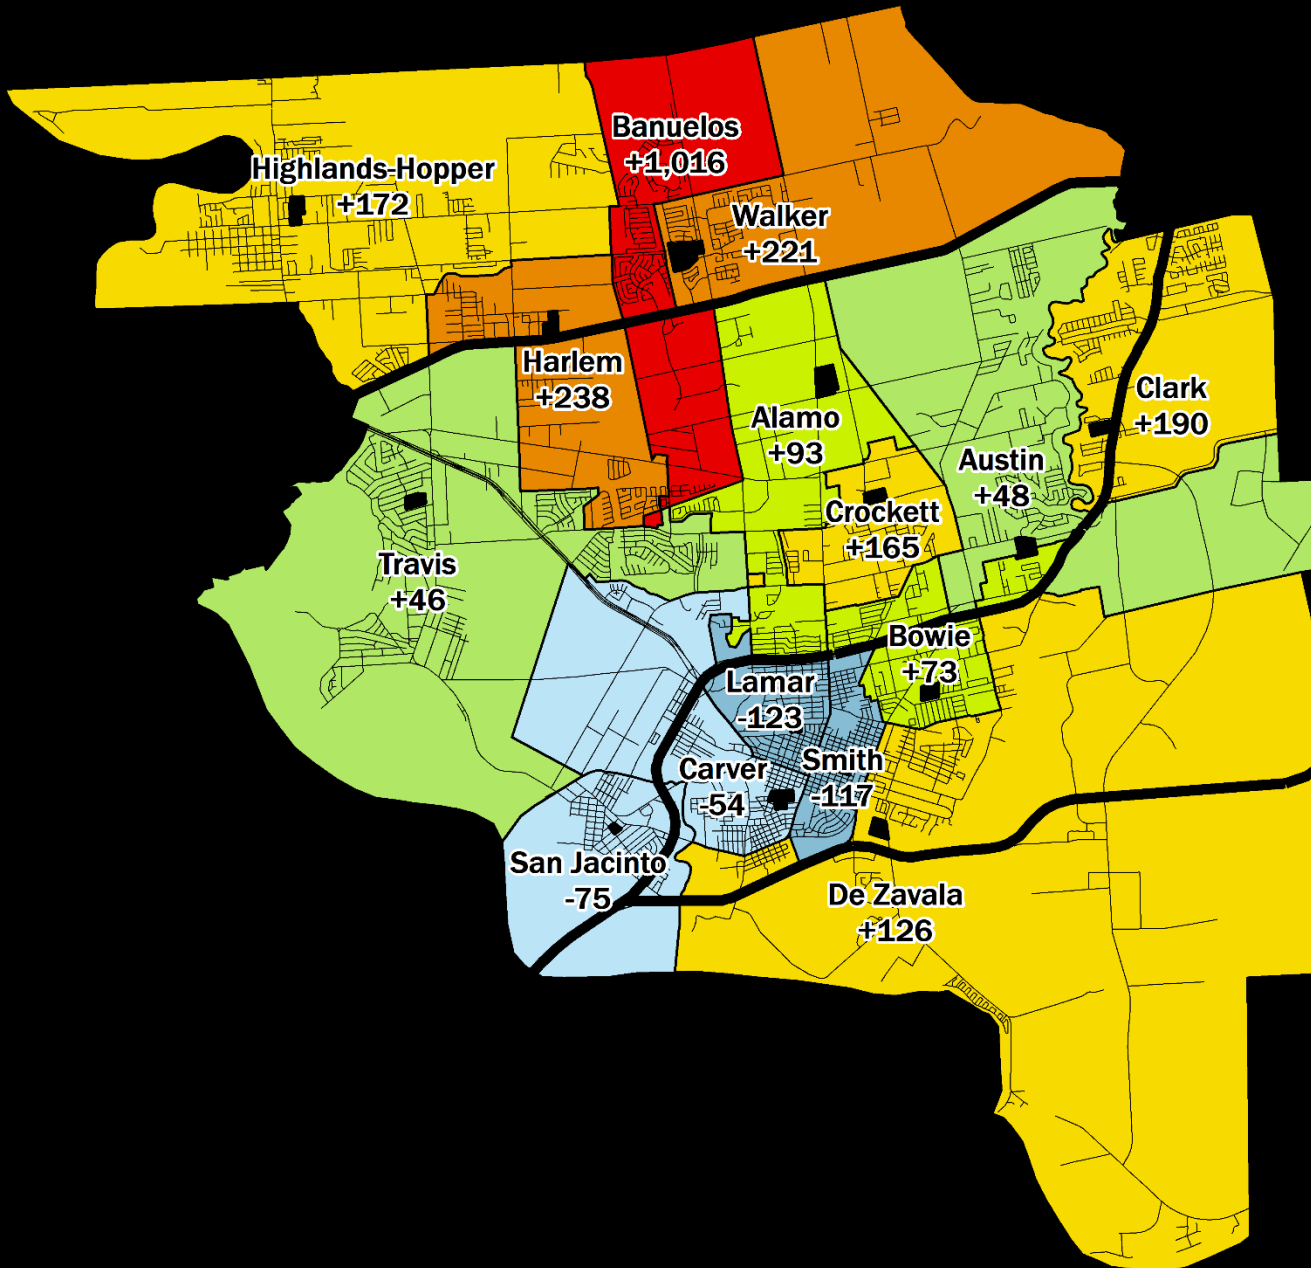 Banuelos
+1,016
Highlands-Hopper
+172
Walker
+221
Harlem
+238
Alamo
+93
Clark
+190
Austin
+48
Crockett
+165
Travis
+46
Bowie
+73
Lamar
-123
Smith
-117
Carver
-54
San Jacinto
-75
De Zavala
+126